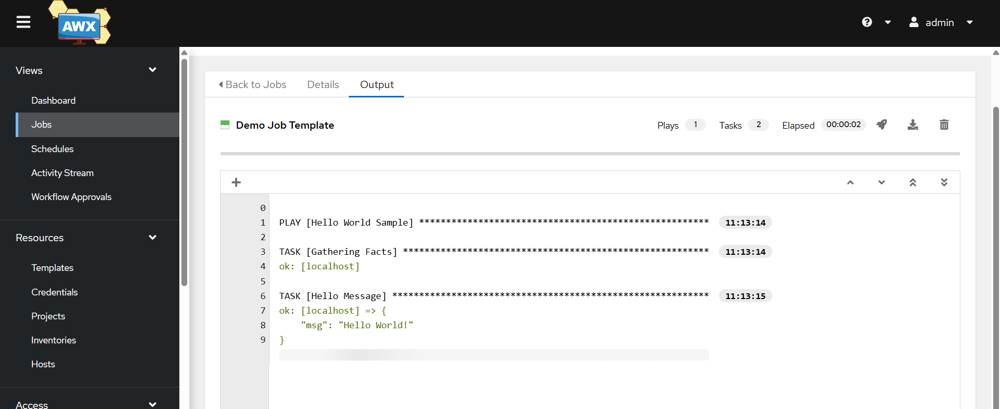 AWX
admin
Views
Dashboard
Jobs
Schedules
Activity Stream
Workflow Approvals
Resources
Templates
Credentials
Projects
Inventories
Hosts
Access
Back to Jobs Details Output
Demo Job Template Plays 1 Tasks 2 Elapsed 00:00:02
0
1 PLAY [Hello World Sample] ****************************************************** 11:13:14
2
3 TASK [Gathering Facts] ********************************************************* 11:13:14
4 ok: [localhost]
5
6 TASK [Hello Message] *********************************************************** 11:13:15
7 ok: [localhost] => {
8 "msg": "Hello World!"
9 }